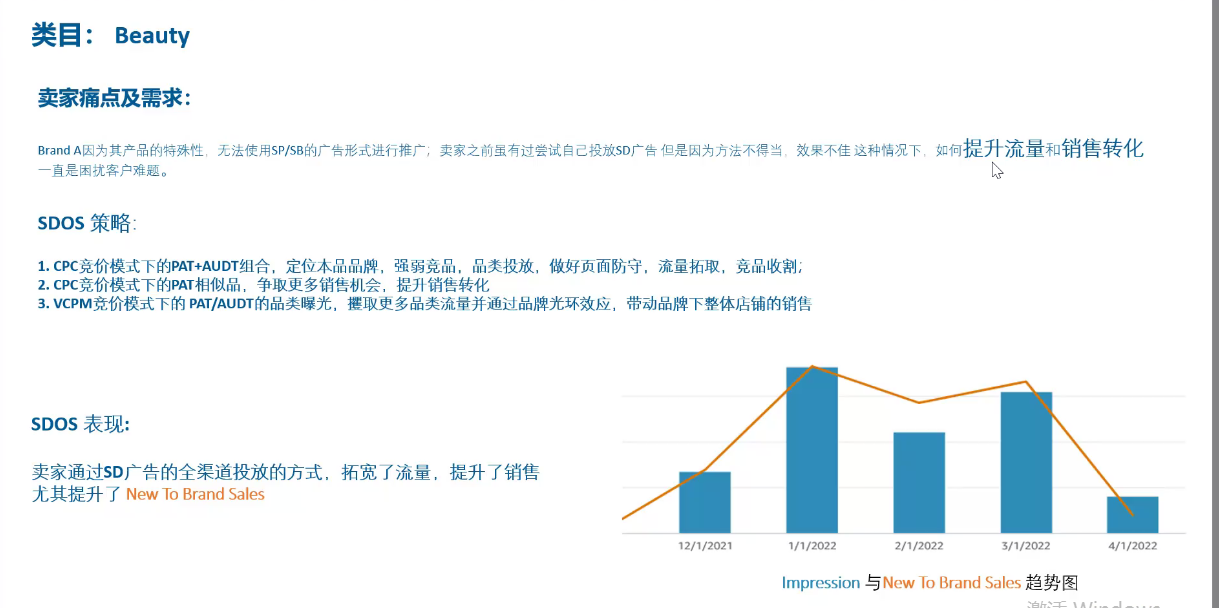 类目： Beauty
卖家痛点及需求：
Brand A因为其产品的特殊性，无法使用SP/SB的广告形式进行推广；卖家之前虽有过尝试自己投放SD广告 但是因为方法不得当，效果不佳 这种情况下，如何提升流量和销售转化
一直是困扰客户难题。
SDOS 策略:
1. CPC竞价模式下的PAT+AUDT组合，定位本品品牌，强弱竞品，品类投放，做好页面防守，流量拓取，竞品收割；
2. CPC竞价模式下的PAT相似品，争取更多销售机会，提升销售转化
3. VCPM竞价模式下的 PAT/AUDT的品类曝光，攫取更多品类流量并通过品牌光环效应，带动品牌下整体店铺的销售
SDOS 表现:
卖家通过SD广告的全渠道投放的方式，拓宽了流量，提升了销售
尤其提升了 New To Brand Sales
12/1/2021 1/1/2022 2/1/2022 3/1/2022 4/1/2022
Impression 与New To Brand Sales 趋势图
激活 Windows